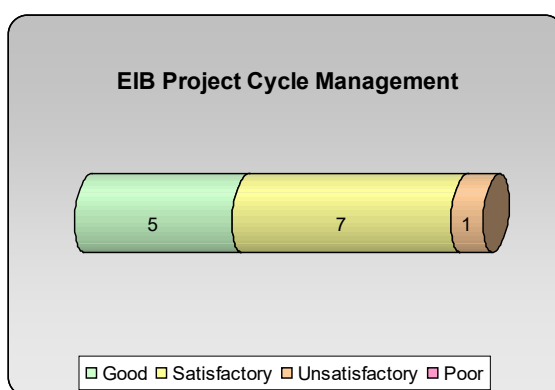 EIB Project Cycle Management
5 7 1
Good Satisfactory Unsatisfactory Poor